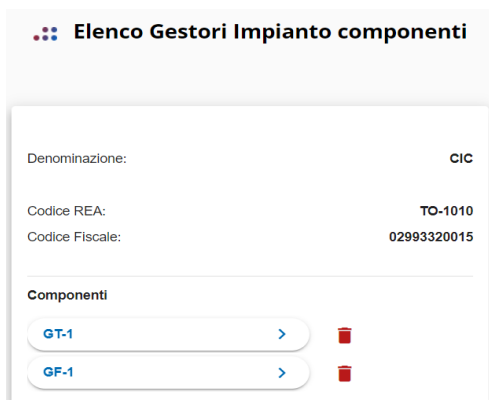 Elenco Gestori Impianto componenti
Denominazione: CIC
Codice REA: TO-1010
Codice Fiscale: 02993320015
Componenti
GT-1
GF-1